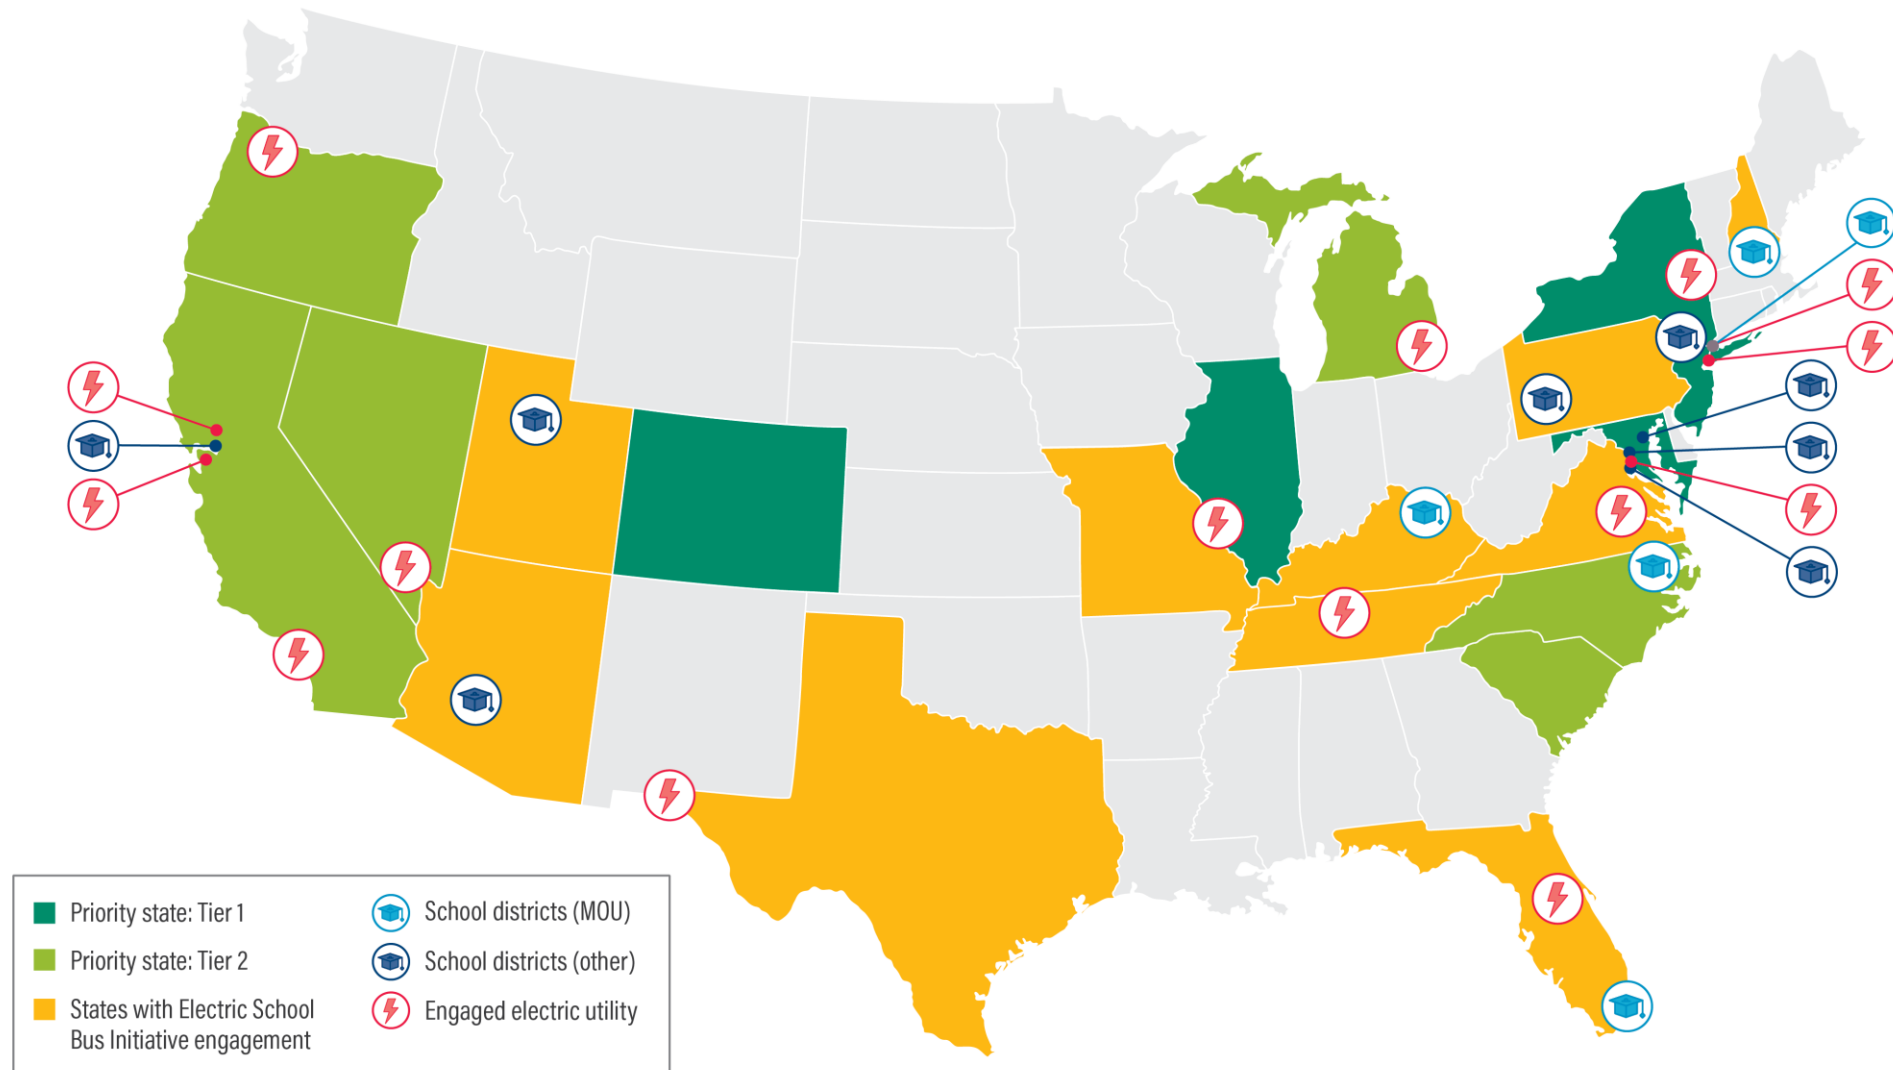 Priority state: Tier 1
Priority state: Tier 2
States with Electric School
Bus Initiative engagement
School districts (MOU)
School districts (other)
Engaged electric utility